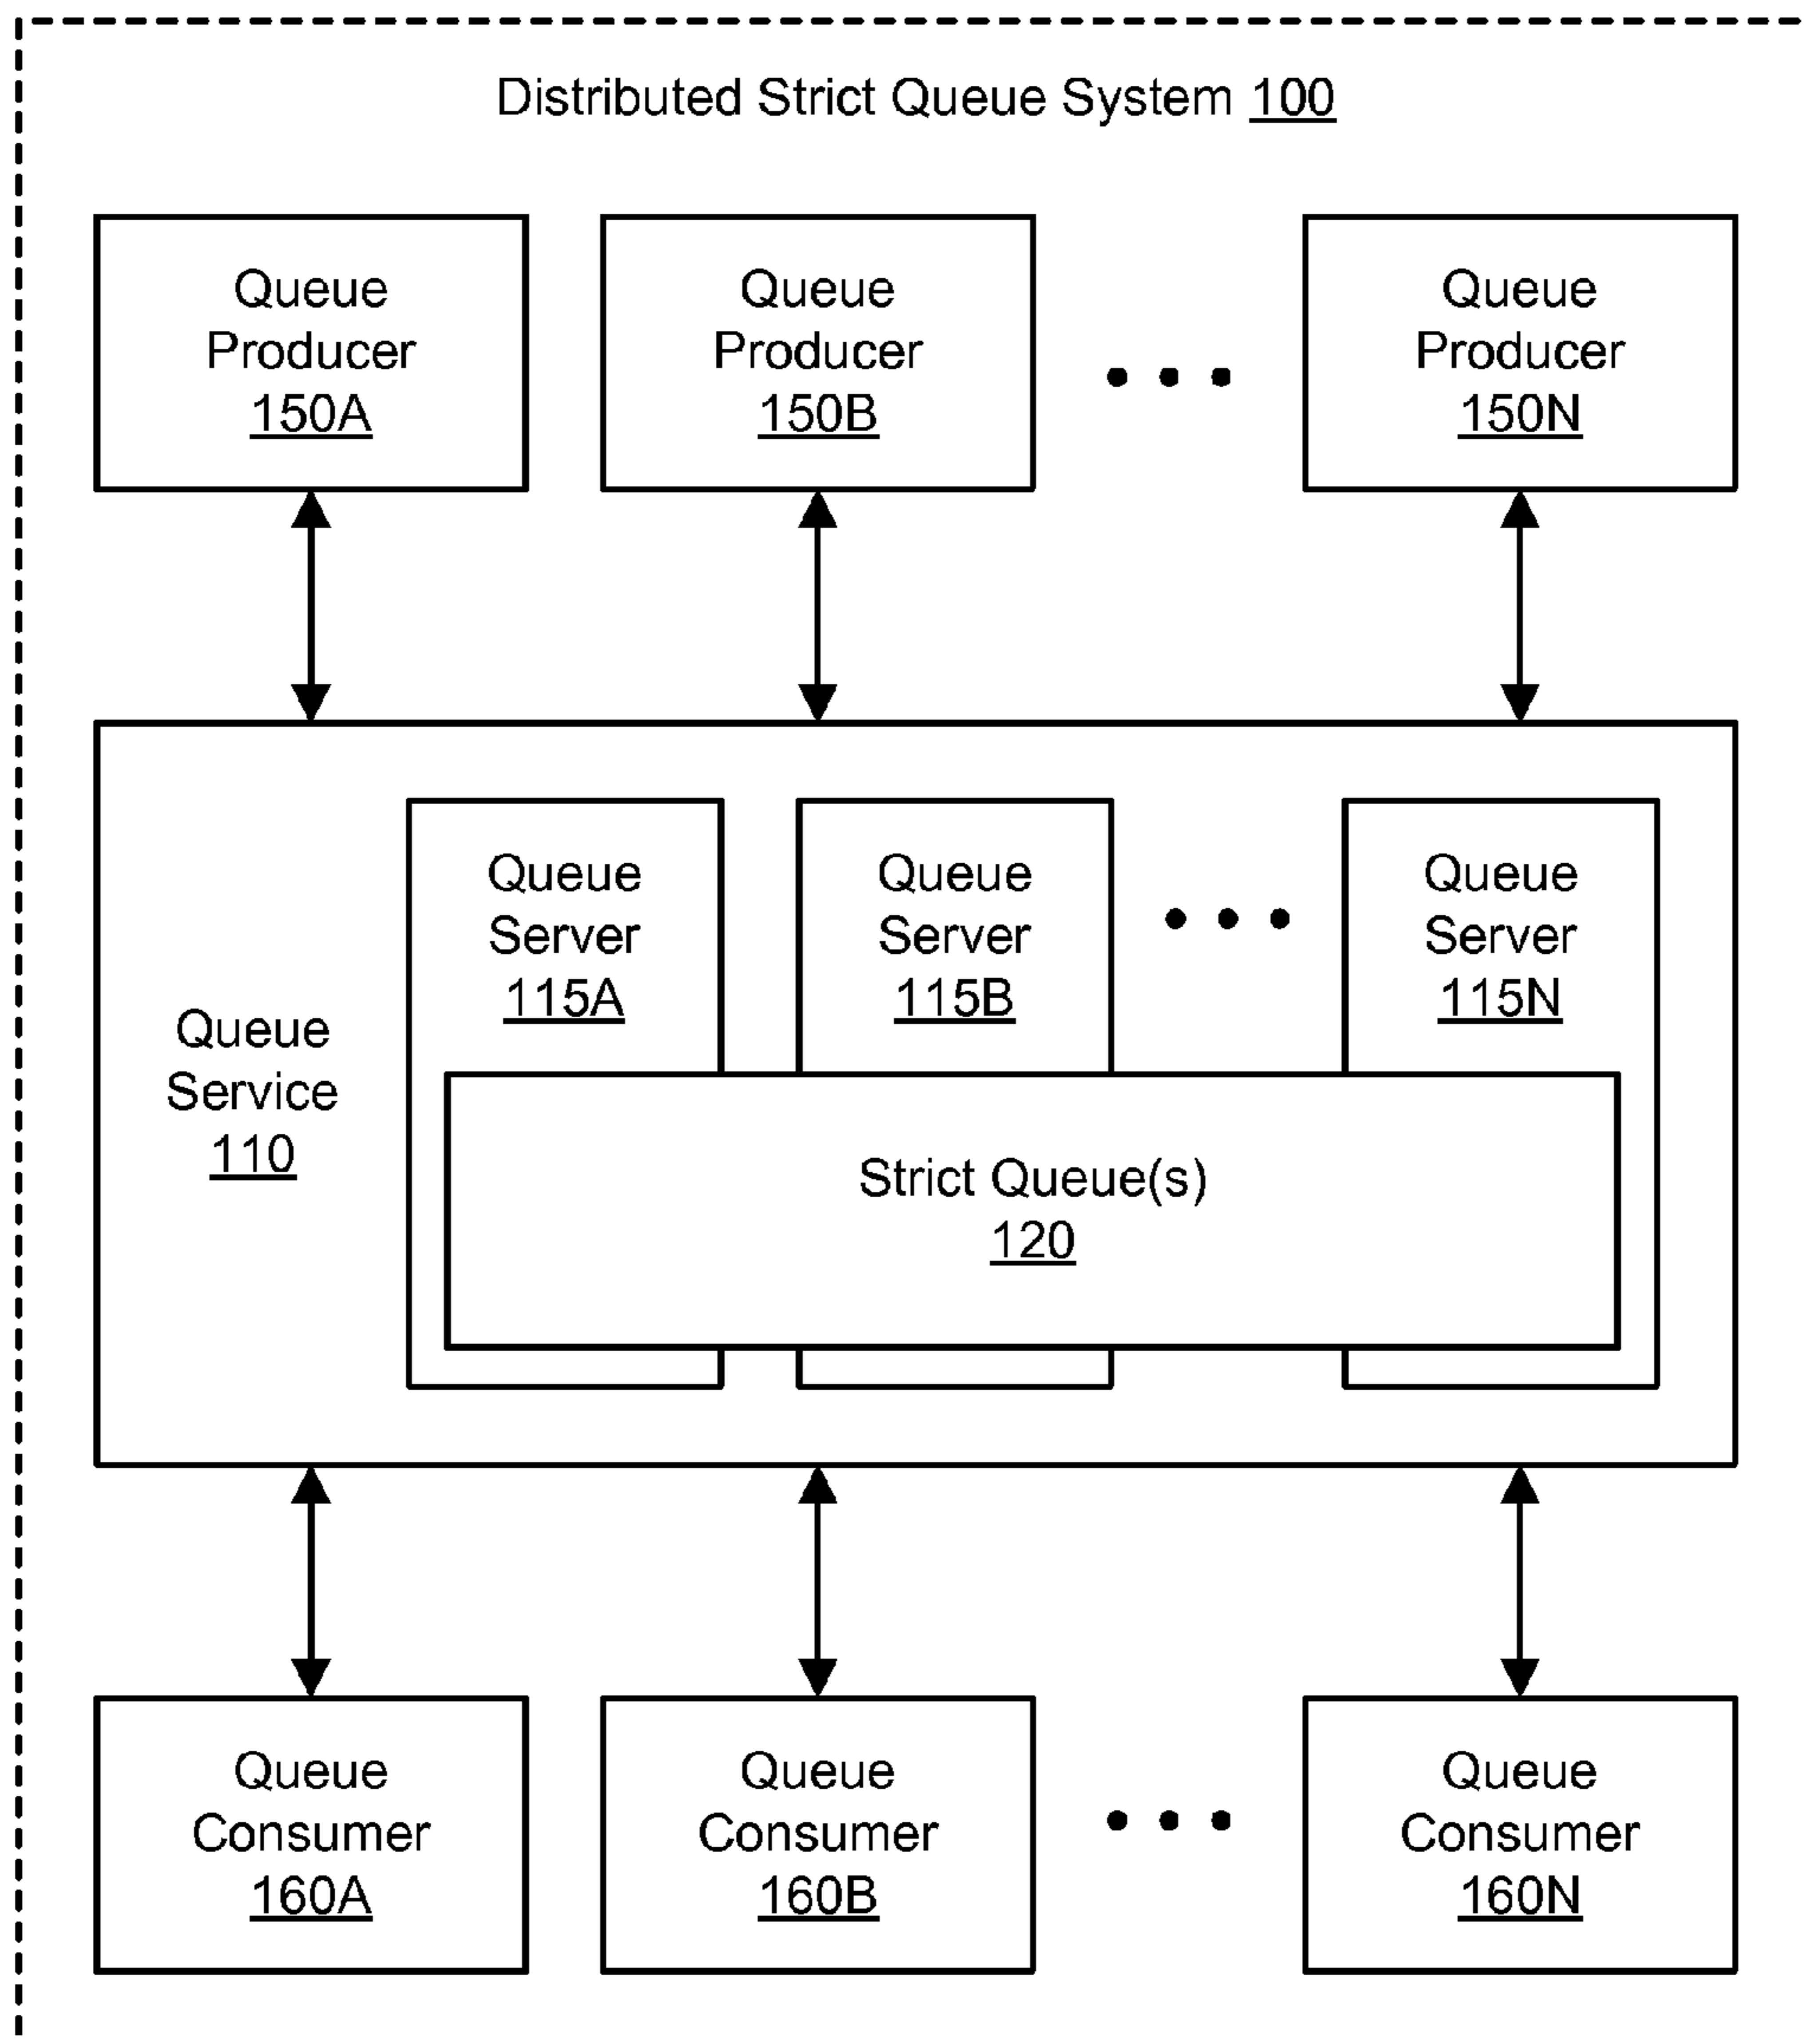 Distributed Strict Queue System 100
Queue
Producer
150A
Queue
Producer
150B
Queue
Producer
150N
Queue
Service
110
Queue
Server
115A
Queue
Server
115B
Queue
Server
115N
Strict Queue(s)
120
Queue
Consumer
160A
Queue
Consumer
160B
Queue
Consumer
160N